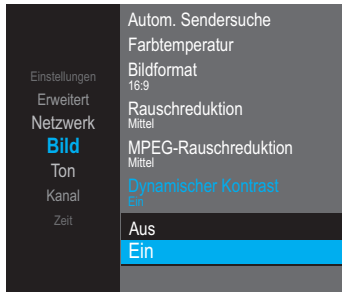 Einstellungen
Erweitert
Netzwerk
Bild
Ton
Kanal
Zeit
Autom. Sendersuche
Farbtemperatur
Bildformat
16:9
Rauschreduktion
Mittel
MPEG-Rauschreduktion
Mittel
Dynamischer Kontrast
Ein
Aus
Ein